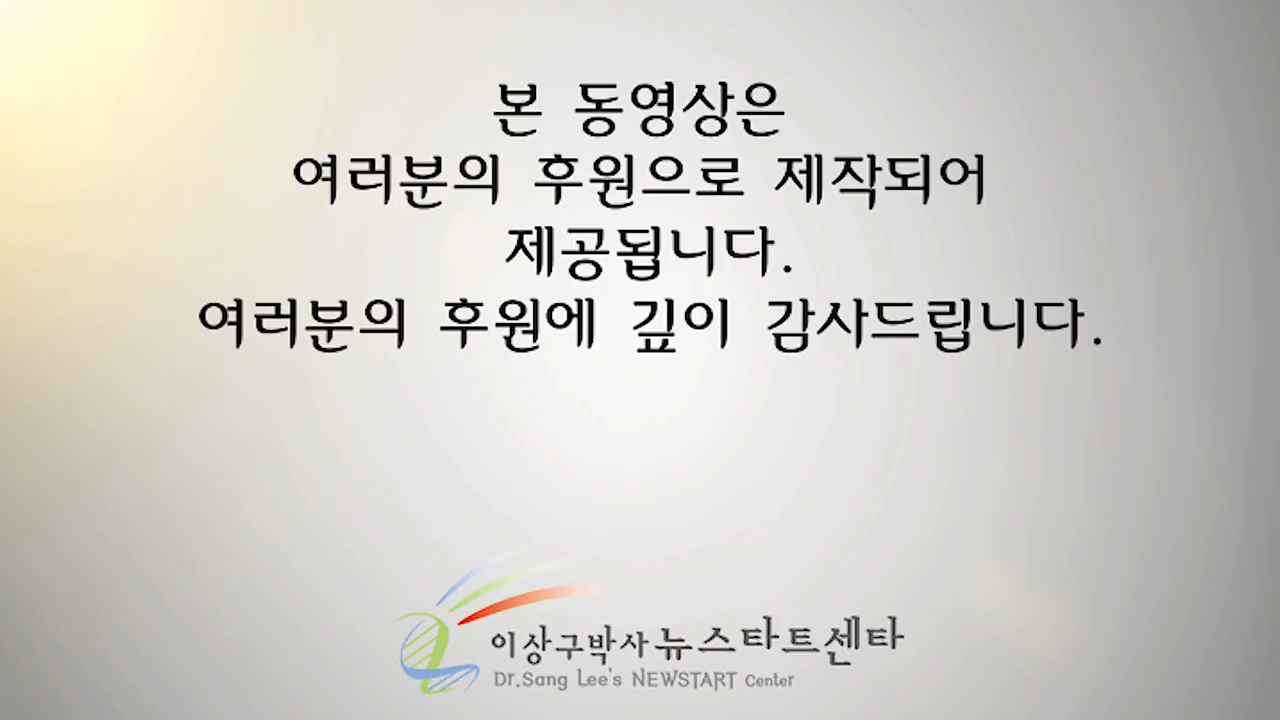 본 동영상은
여러분의 후원으로 제작되어
제공됩니다.
여러분의 후원에 깊이 감사드립니다.
이상구박사 뉴스타트센타
Dr.Sang Lee's NEWSTART Center